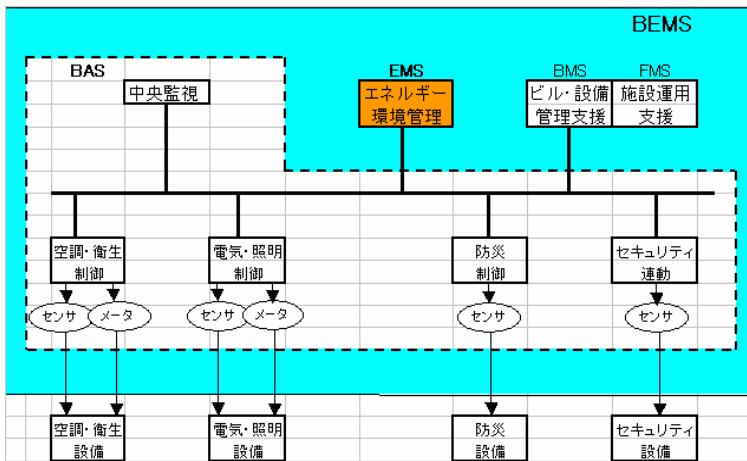 BEMS
BAS
EMS
BMS
FMS
中央監視
エネルギー
環境管理
ビル・設備
管理支援
施設運用
支援
空調・衛生
制御
電気・照明
制御
防災
制御
セキュリティ
連動
センサ
メータ
センサ
メータ
センサ
センサ
空調・衛生
設備
電気・照明
設備
防災
設備
セキュリティ
設備